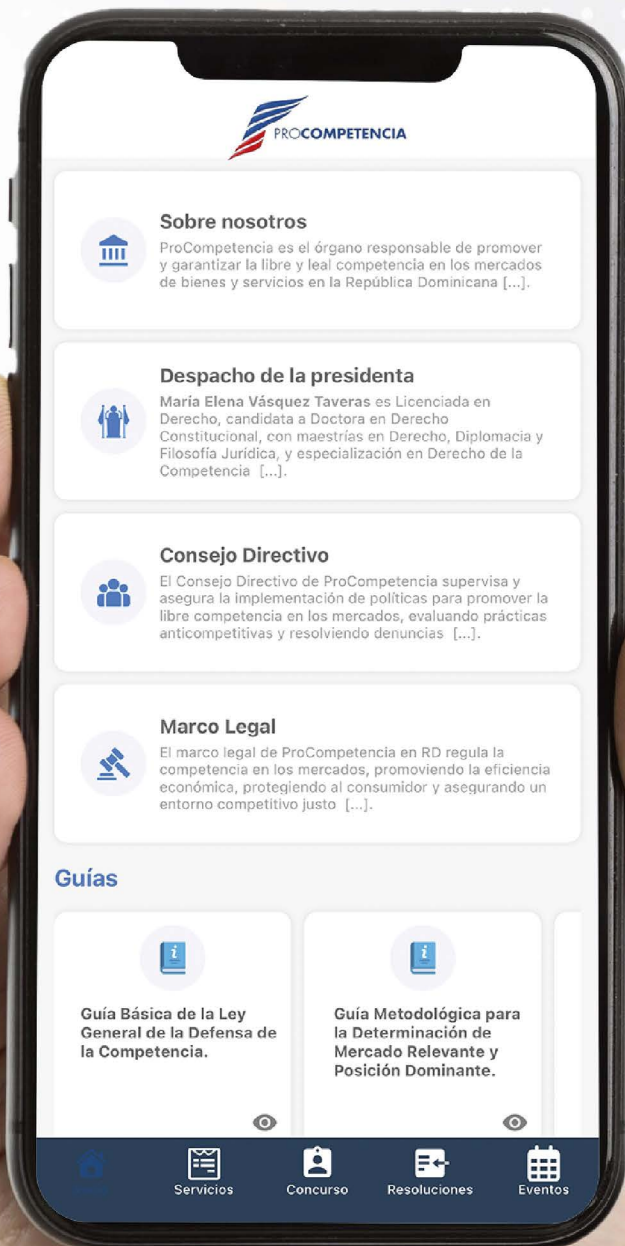 PROCOMPETENCIA
Sobre nosotros
ProCompetencia es el órgano responsable de promover
y garantizar la libre y leal competencia en los mercados
de bienes y servicios en la República Dominicana [...].
Despacho de la presidenta
María Elena Vásquez Taveras es Licenciada en
Derecho, candidata a Doctora en Derecho
Constitucional, con maestrías en Derecho, Diplomacia y
Filosofía Jurídica, y especialización en Derecho de la
Competencia [...].
Consejo Directivo
El Consejo Directivo de ProCompetencia supervisa y
asegura la implementación de políticas para promover la
libre competencia en los mercados, evaluando prácticas
anticompetitivas y resolviendo denuncias [...].
Marco Legal
El marco legal de ProCompetencia en RD regula la
competencia en los mercados, promoviendo la eficiencia
económica, protegiendo al consumidor y asegurando un
entorno competitivo justo [...].
Guías
Guía Básica de la Ley
General de la Defensa de
la Competencia.
Guía Metodológica para
la Determinación de
Mercado Relevante y
Posición Dominante.
Servicios
Concurso
Resoluciones
Eventos